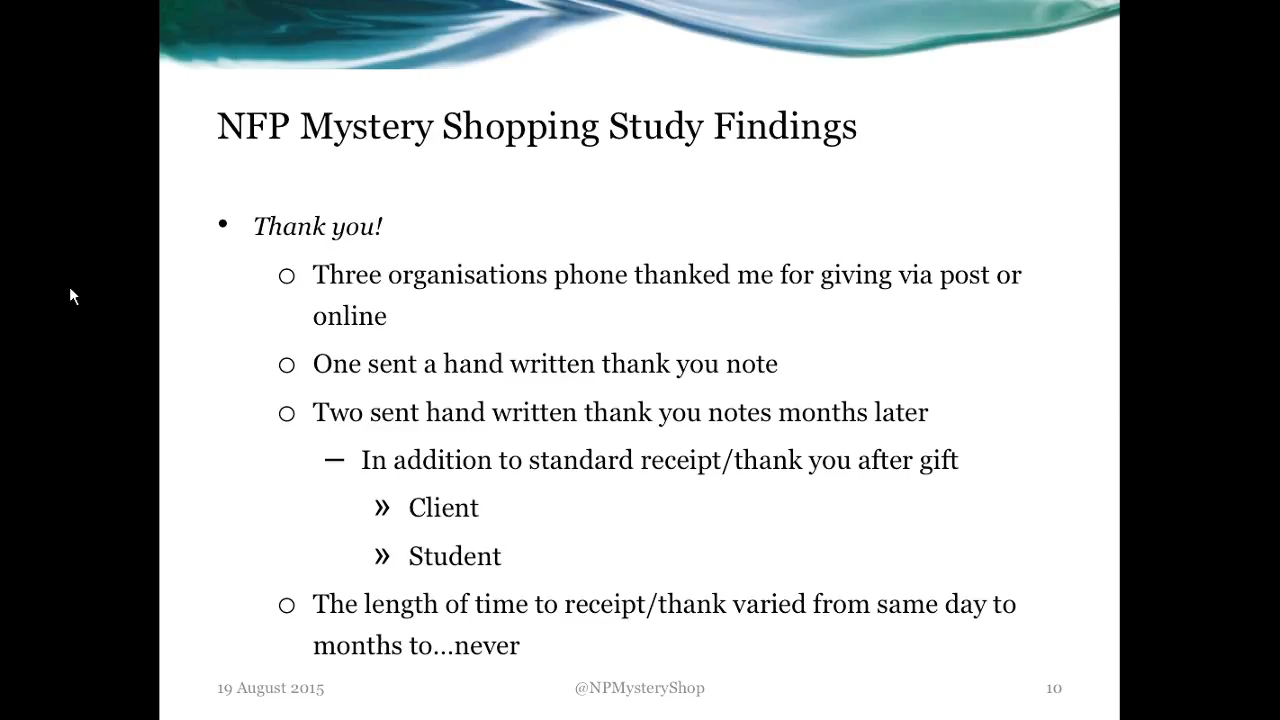 NFP Mystery Shopping Study Findings
• Thank you!
○ Three organisations phone thanked me for giving via post or
online
○ One sent a hand written thank you note
○ Two sent hand written thank you notes months later
– In addition to standard receipt/thank you after gift
» Client
» Student
○ The length of time to receipt/thank varied from same day to
months to...never
19 August 2015
@NPMysteryShop
10